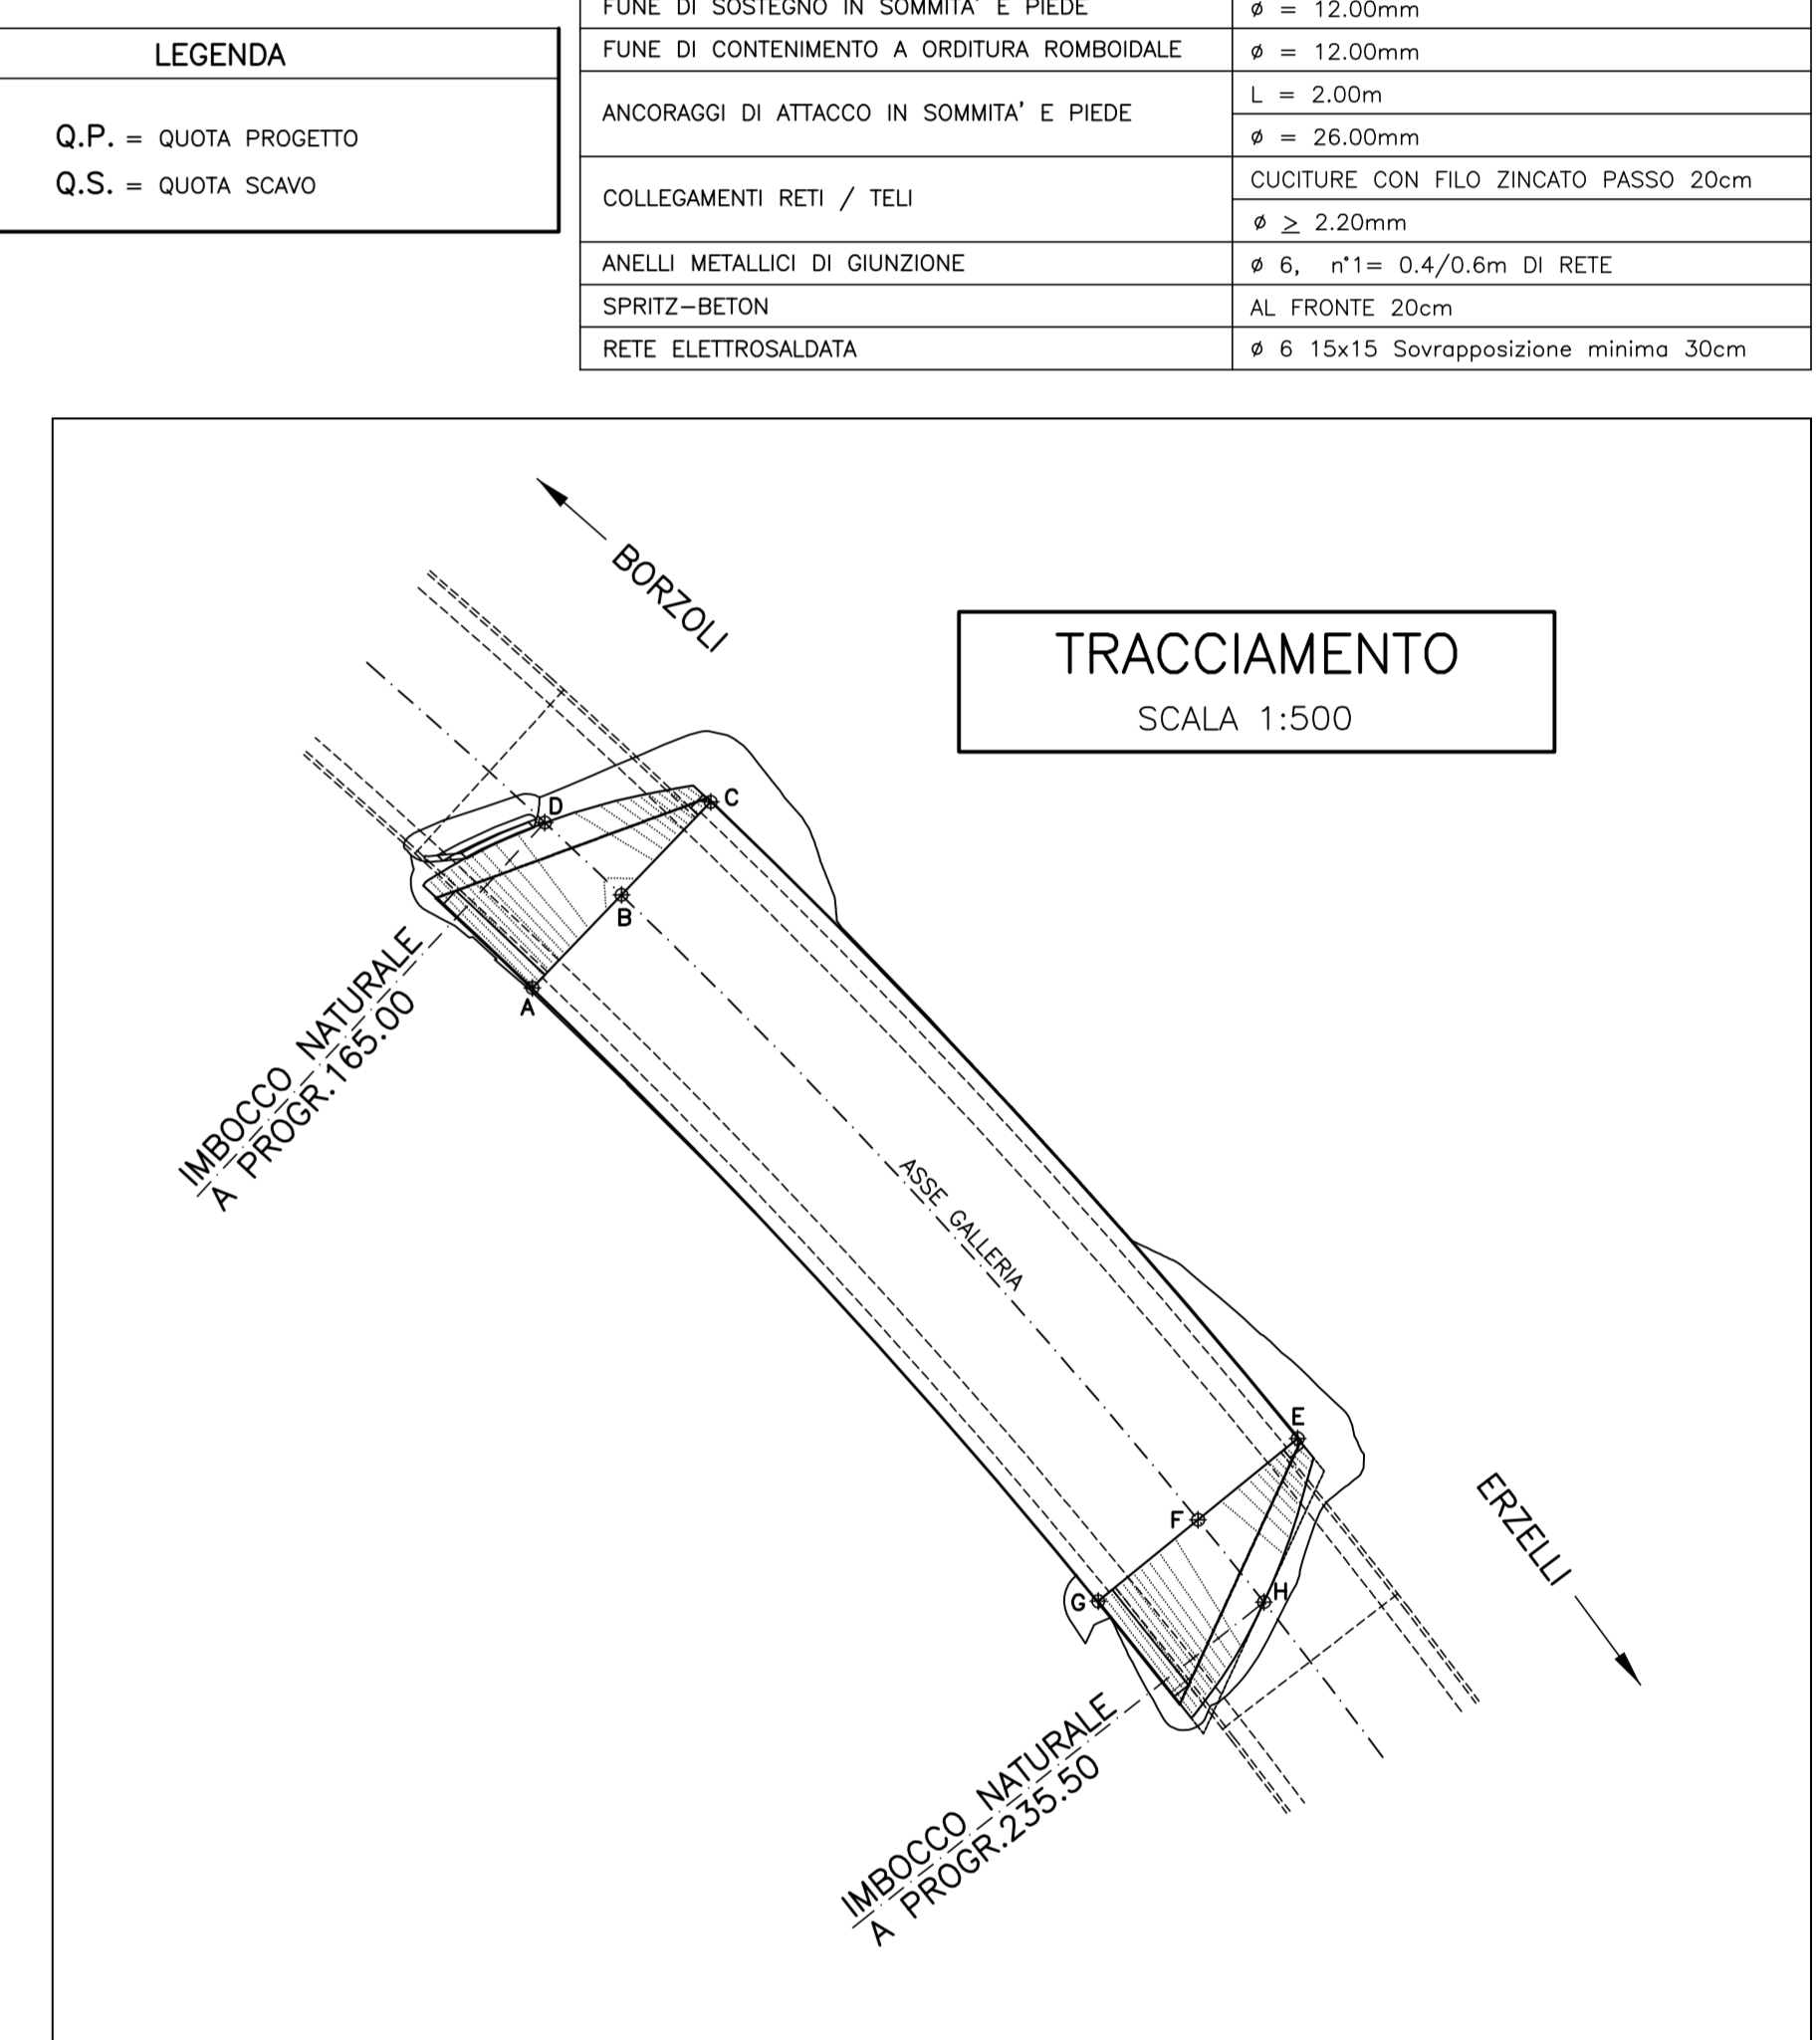 LEGENDA
Q.P. = QUOTA PROGETTO
Q.S. = QUOTA SCAVO
FUNE DI SOSTEGNO IN SOMMITA' E PIEDE
ø = 12.00mm
FUNE DI CONTENIMENTO A ORDITURA ROMBOIDALE
ø = 12.00mm
ANCORAGGI DI ATTACCO IN SOMMITA' E PIEDE
L = 2.00m
ø = 26.00mm
COLLEGAMENTI RETI / TELI
CUCITURE CON FILO ZINCATO PASSO 20cm
ø ≥ 2.20mm
ANELLI METALLICI DI GIUNZIONE
ø 6, n°1= 0.4/0.6m DI RETE
SPRITZ-BETON
AL FRONTE 20cm
RETE ELETTROSALDATA
ø 6 15x15 Sovrapposizione minima 30cm
BORZOLI
TRACCIAMENTO
SCALA 1:500
C
D
B
A
IMBOCCO NATURALE
A PROGR.165.00
ASSE GALLERIA
E
F
H
G
ERZELLI
IMBOCCO NATURALE
A PROGR.235.50